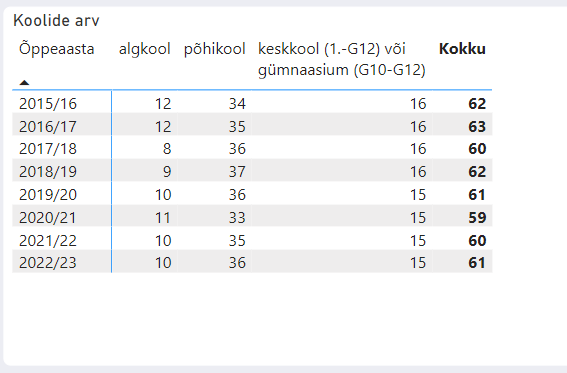 Koolide arv
Õppeaasta algkool põhikool keskkool (1.-G12) või Kokku
gümnaasium (G10-G12)
2015/16 12 34 16 62
2016/17 12 35 16 63
2017/18 8 36 16 60
2018/19 9 37 16 62
2019/20 10 36 15 61
2020/21 11 33 15 59
2021/22 10 35 15 60
2022/23 10 36 15 61